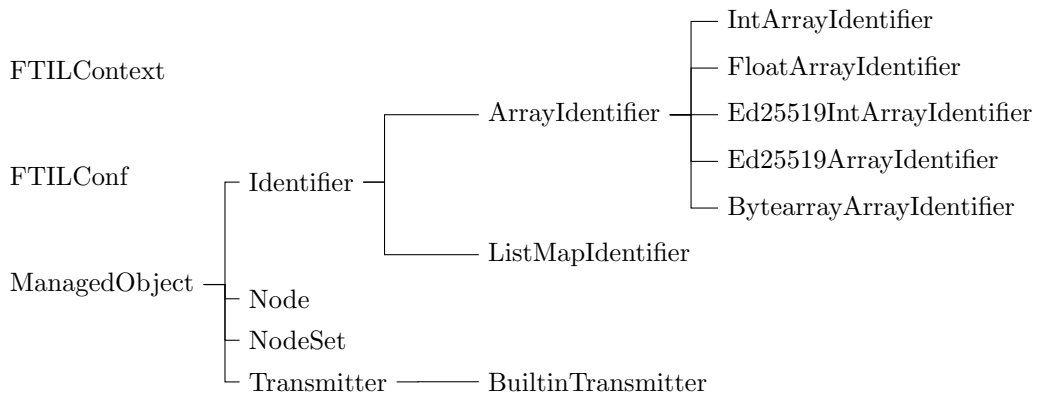 IntArrayIdentifier
FTILContext
FloatArrayIdentifier
ArrayIdentifier
Ed25519IntArrayIdentifier
Ed25519ArrayIdentifier
FTILConf
Identifier
BytearrayArrayIdentifier
ListMapIdentifier
ManagedObject
Node
NodeSet
Transmitter
BuiltinTransmitter